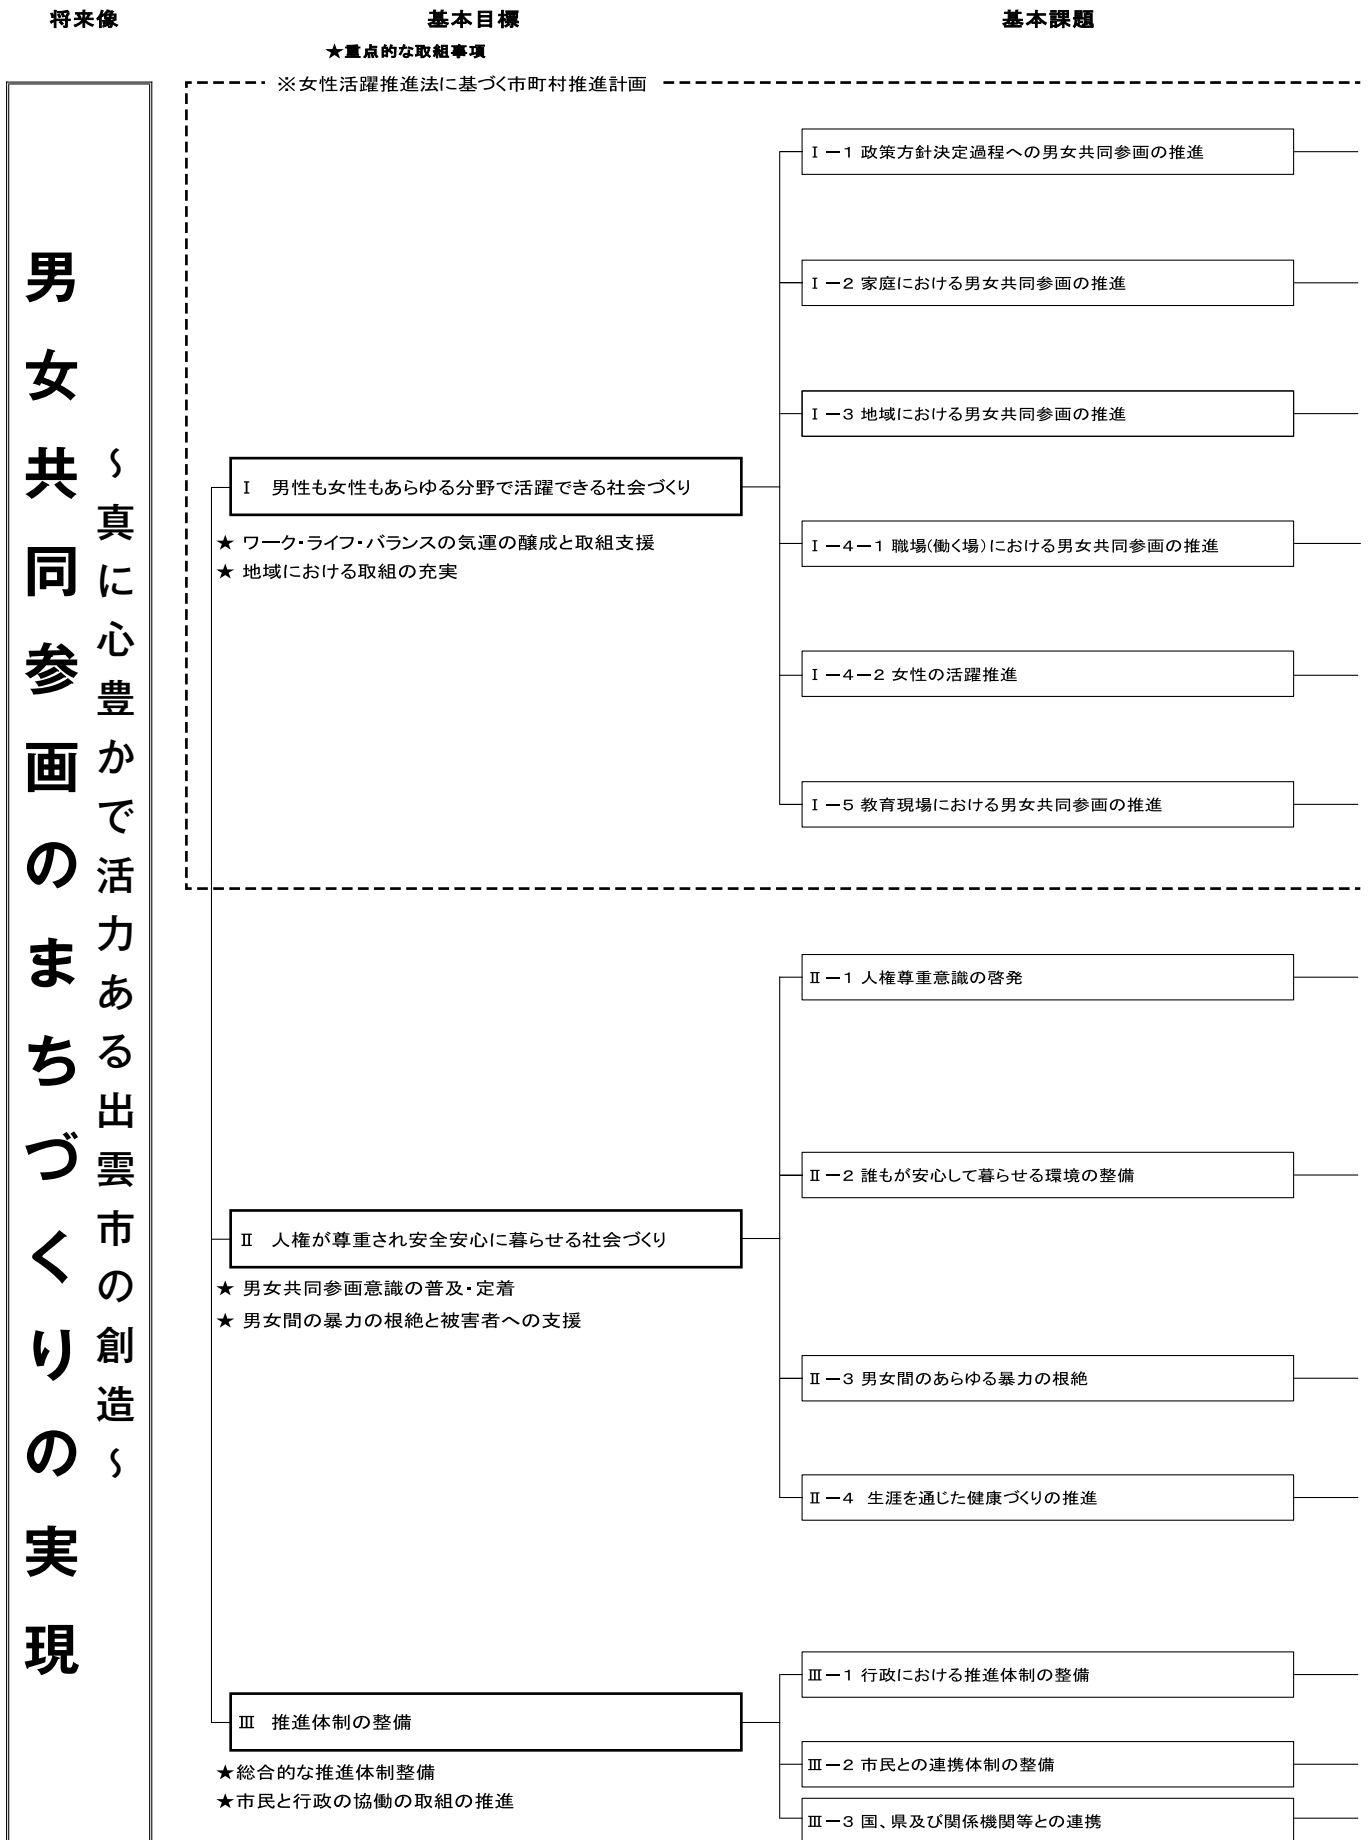 将来像
基本目標
基本課題
★重点的な取組事項
※女性活躍推進法に基づく市町村推進計画
男女共同参画のまちづくりの実現
～真に心豊かで活力ある出雲市の創造～
Ⅰ　男性も女性もあらゆる分野で活躍できる社会づくり
★ ワーク・ライフ・バランスの気運の醸成と取組支援
★ 地域における取組の充実
Ⅰ－1 政策方針決定過程への男女共同参画の推進
Ⅰ－2 家庭における男女共同参画の推進
Ⅰ－3 地域における男女共同参画の推進
Ⅰ－4－1 職場(働く場)における男女共同参画の推進
Ⅰ－4－2 女性の活躍推進
Ⅰ－5 教育現場における男女共同参画の推進
Ⅱ　人権が尊重され安全安心に暮らせる社会づくり
★ 男女共同参画意識の普及・定着
★ 男女間の暴力の根絶と被害者への支援
Ⅱ－1 人権尊重意識の啓発
Ⅱ－2 誰もが安心して暮らせる環境の整備
Ⅱ－3 男女間のあらゆる暴力の根絶
Ⅱ－4 生涯を通じた健康づくりの推進
Ⅲ　推進体制の整備
★総合的な推進体制整備
★市民と行政の協働の取組の推進
Ⅲ－1 行政における推進体制の整備
Ⅲ－2 市民との連携体制の整備
Ⅲ－3 国、県及び関係機関等との連携